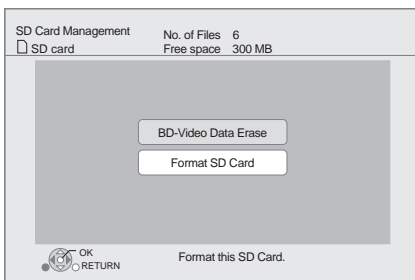 SD Card Management
No. of Files 6
SD card
Free space 300 MB
BD-Video Data Erase
Format SD Card
OK
RETURN
Format this SD Card.